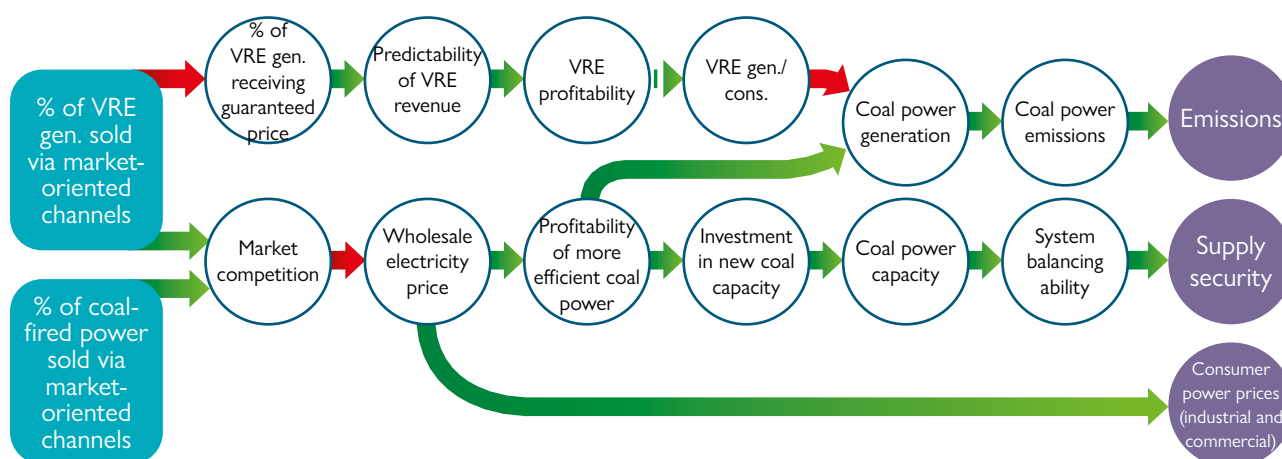 % of VRE
gen. sold
via market-
oriented
channels
% of coal-
fired power
sold via
market-
oriented
channels
% of
VRE gen.
receiving
guaranteed
price
Predictability
of VRE
revenue
VRE
profitability
VRE gen./
cons.
Coal power
generation
Coal power
emissions
Emissions
Market
competition
Wholesale
electricity
price
Profitability
of more
efficient coal
power
Investment
in new coal
capacity
Coal power
capacity
System
balancing
ability
Supply
security
Consumer
power prices
(industrial and
commercial)